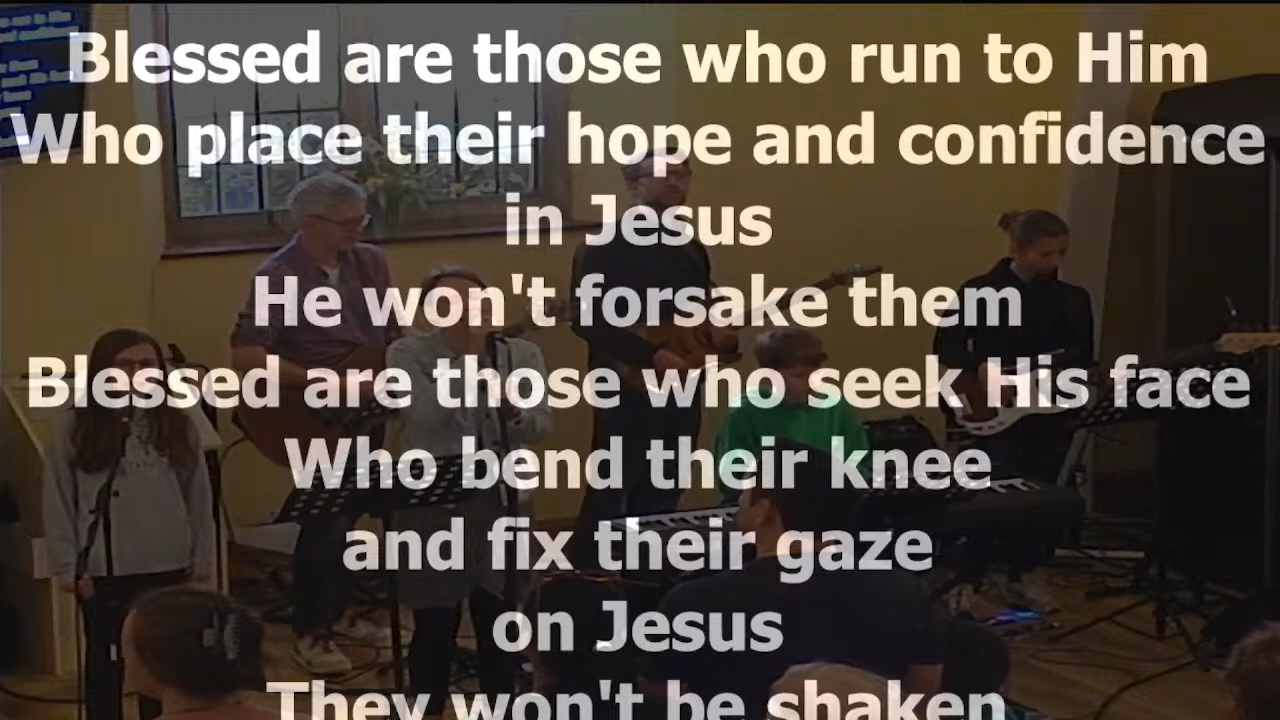 Blessed are those who run to Him
Who place their hope and confidence
in Jesus
He won't forsake them
Blessed are those who seek His face
Who bend their knee
and fix their gaze
on Jesus
They won't be shaken